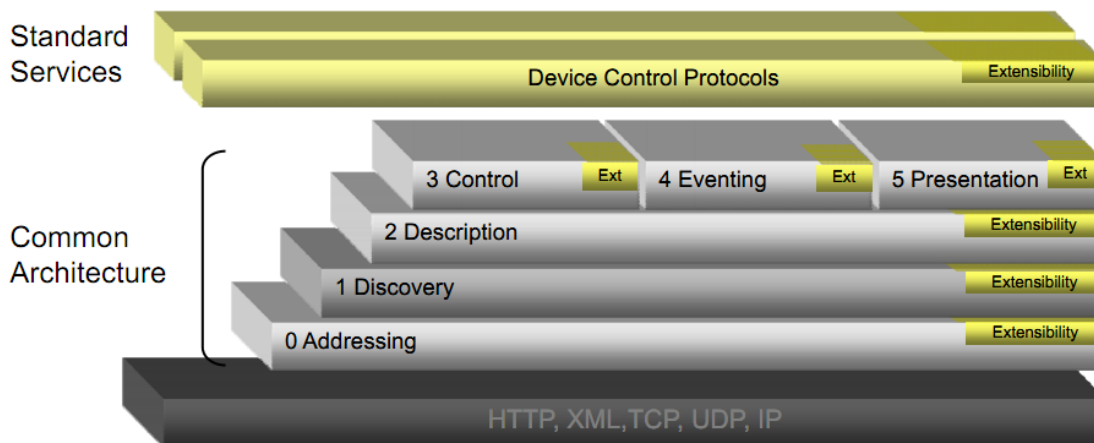 Standard
Services
Device Control Protocols
Extensibility
Common
Architecture
3 Control
Ext
4 Eventing
Ext
5 Presentation
Ext
2 Description
Extensibility
1 Discovery
Extensibility
0 Addressing
Extensibility
HTTP, XML,TCP, UDP, IP